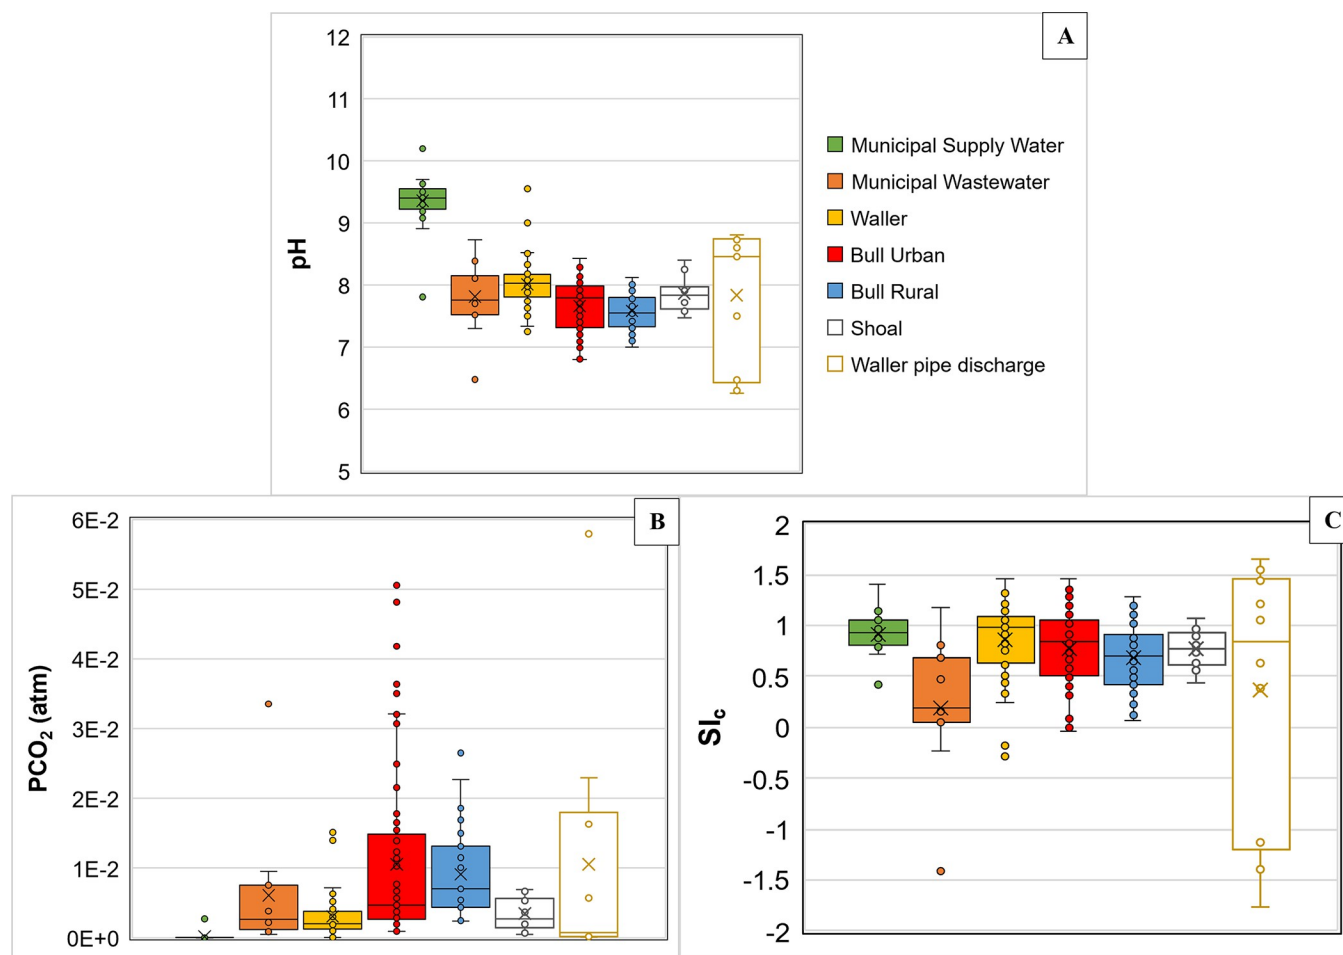 A
12
11
10
9
8
7
6
5
pH
Municipal Supply Water
Municipal Wastewater
Waller
Bull Urban
Bull Rural
Shoal
Waller pipe discharge
B
6E-2
5E-2
4E-2
3E-2
2E-2
1E-2
0E+0
PCO₂ (atm)
C
2
1.5
1
0.5
0
-0.5
-1
-1.5
-2
SIc